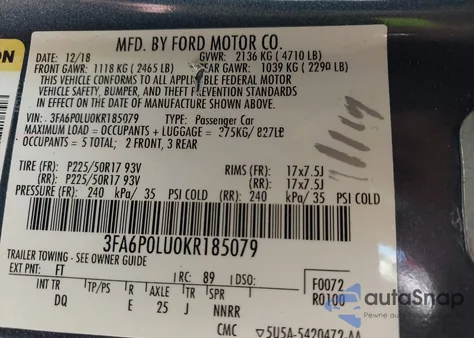 ON
MFD. BY FORD MOTOR CO.
12/18 GVWR: 2136 KG (4710 LB)
FRONT GAWR: 1118 KG (2465 LB) REAR GAWR: 1039 KG (2290 LB)
THIS VEHICLE CONFORMS TO ALL APPLICABLE FEDERAL MOTOR
VEHICLE SAFETY, BUMPER, AND THEFT PREVENTION STANDARDS
IN EFFECT ON THE DATE OF MANUFACTURE SHOWN ABOVE.
VIN: 3FA6P0LU0KR185079 TYPE: Passenger Car
MAXIMUM LOAD = OCCUPANTS + LUGGAGE = 375KG/827LB
OCCUPANTS = 5 TOTAL; 2 FRONT, 3 REAR
TIRE (FR): P225/50R17 93V RIMS (FR): 17x7.5J
(RR): P225/50R17 93V (RR): 17x7.5J
PRESSURE (FR): 240 kPa/ 35 PSI COLD (RR): 240 kPa/ 35 PSI COLD
3FA6P0LU0KR185079
TRAILER TOWING - SEE OWNER GUIDE
EXT PNT: FT RC: 89 DSO: F0072
INT TR TP/PS R AXLE TR SPR R0100
DQ E 25 J NNRR
CMC ▽5U5A-5420472-AA
autoSnap